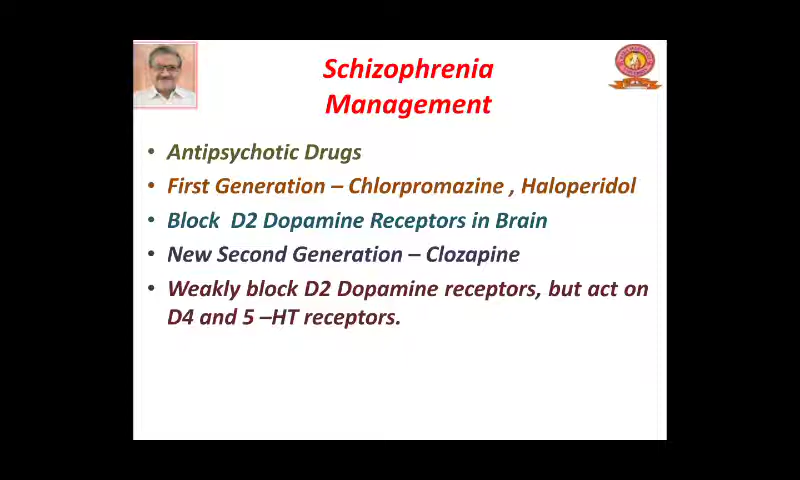 Schizophrenia
Management
• Antipsychotic Drugs
• First Generation – Chlorpromazine , Haloperidol
• Block D2 Dopamine Receptors in Brain
• New Second Generation – Clozapine
• Weakly block D2 Dopamine receptors, but act on
D4 and 5 –HT receptors.